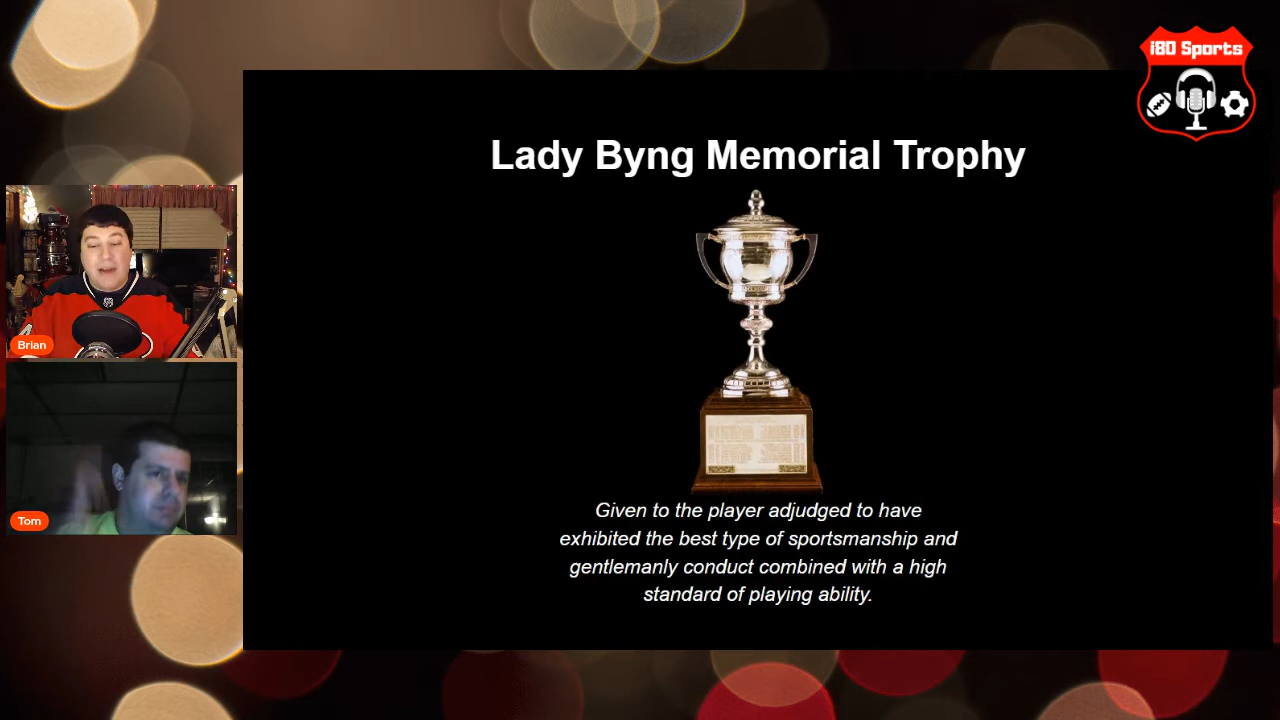 i80 Sports
Lady Byng Memorial Trophy
Brian
Tom
Given to the player adjudged to have
exhibited the best type of sportsmanship and
gentlemanly conduct combined with a high
standard of playing ability.